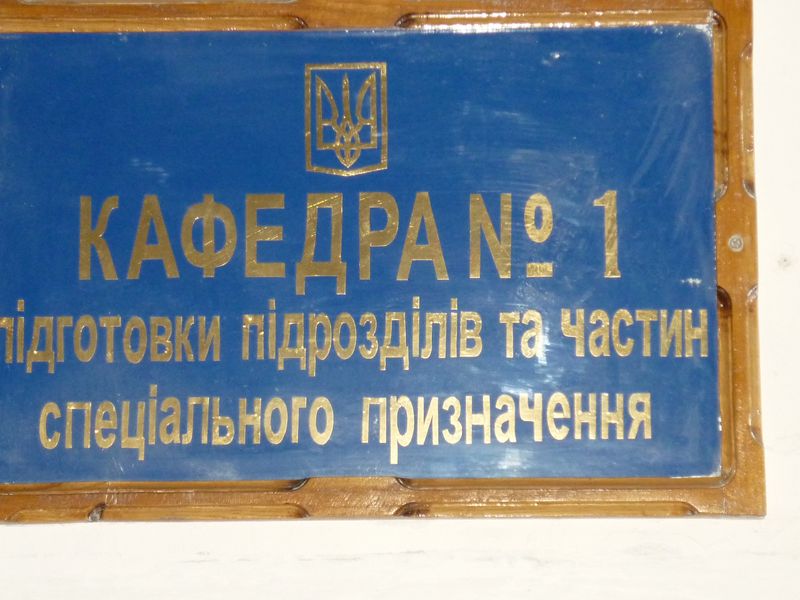 КАФЕДРА № 1
підготовки підрозділів та частин
спеціального призначення